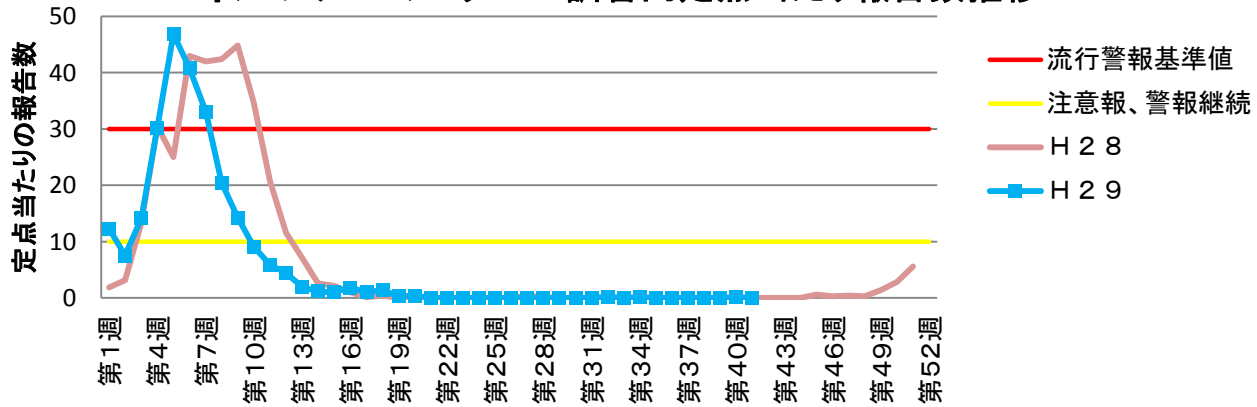 50
40
30
20
10
0
定点当たりの報告数
第1週
第4週
第7週
第10週
第13週
第16週
第19週
第22週
第25週
第28週
第31週
第34週
第37週
第40週
第43週
第46週
第49週
第52週
流行警報基準値
注意報、警報継続
Ｈ２８
Ｈ２９